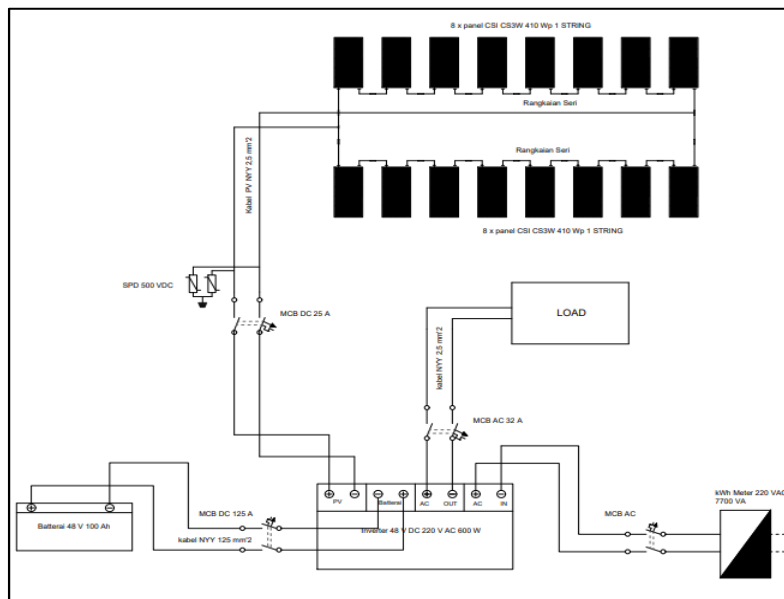 8 x panel CSI CS3W 410 Wp 1 STRING
Rangkaian Seri
Rangkaian Seri
8 x panel CSI CS3W 410 Wp 1 STRING
Kabel PV NYY 2,5 mm'2
SPD 500 VDC
MCB DC 25 A
LOAD
kabel NYY 2,5 mm'2
MCB AC 32 A
PV
Batterai
AC
OUT
AC
IN
Inverter 48 V DC 220 V AC 600 W
MCB DC 125 A
kabel NYY 125 mm'2
Batterai 48 V 100 Ah
MCB AC
kWh Meter 220 VAC
7700 VA